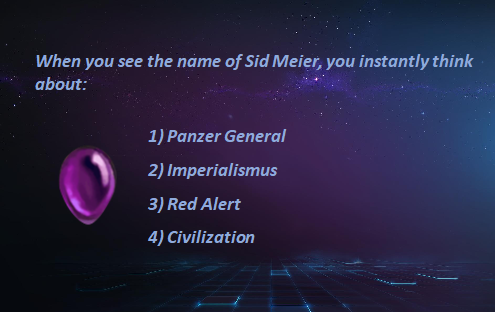 When you see the name of Sid Meier, you instantly think
about:
1) Panzer General
2) Imperialismus
3) Red Alert
4) Civilization